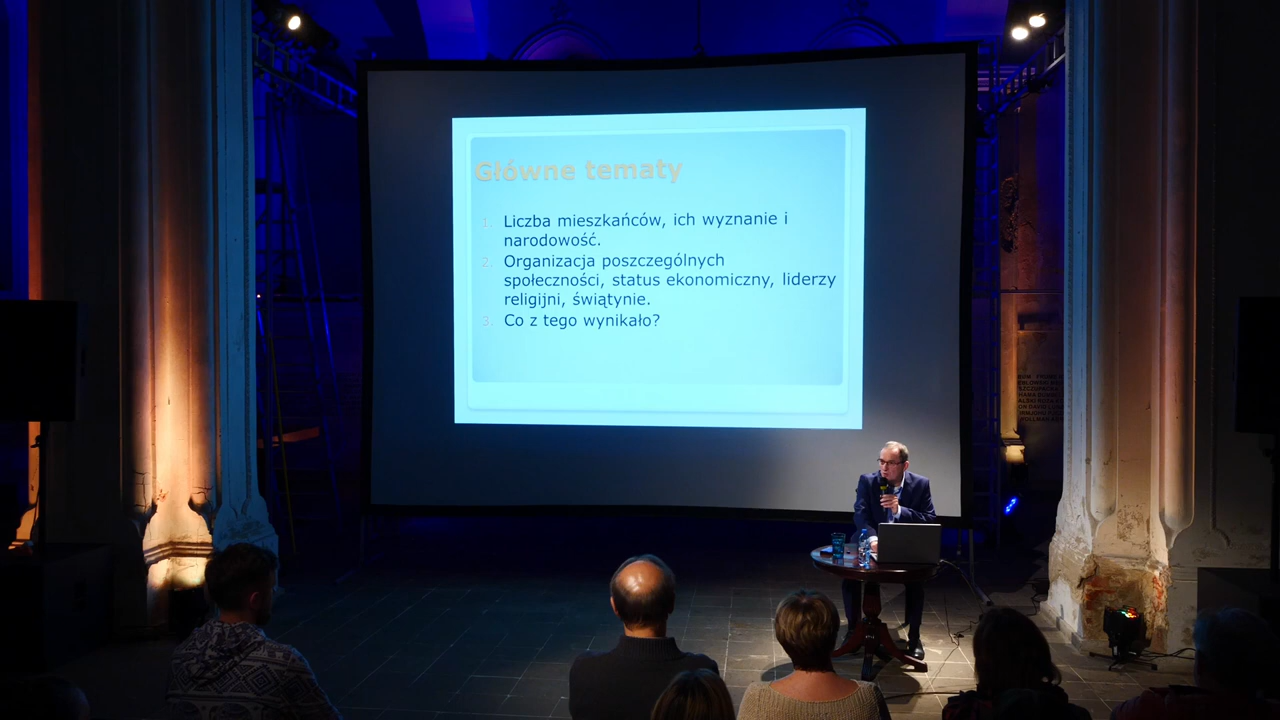 Główne tematy
1. Liczba mieszkańców, ich wyznanie i
narodowość.
2. Organizacja poszczególnych
społeczności, status ekonomiczny, liderzy
religijni, świątynie.
3. Co z tego wynikało?